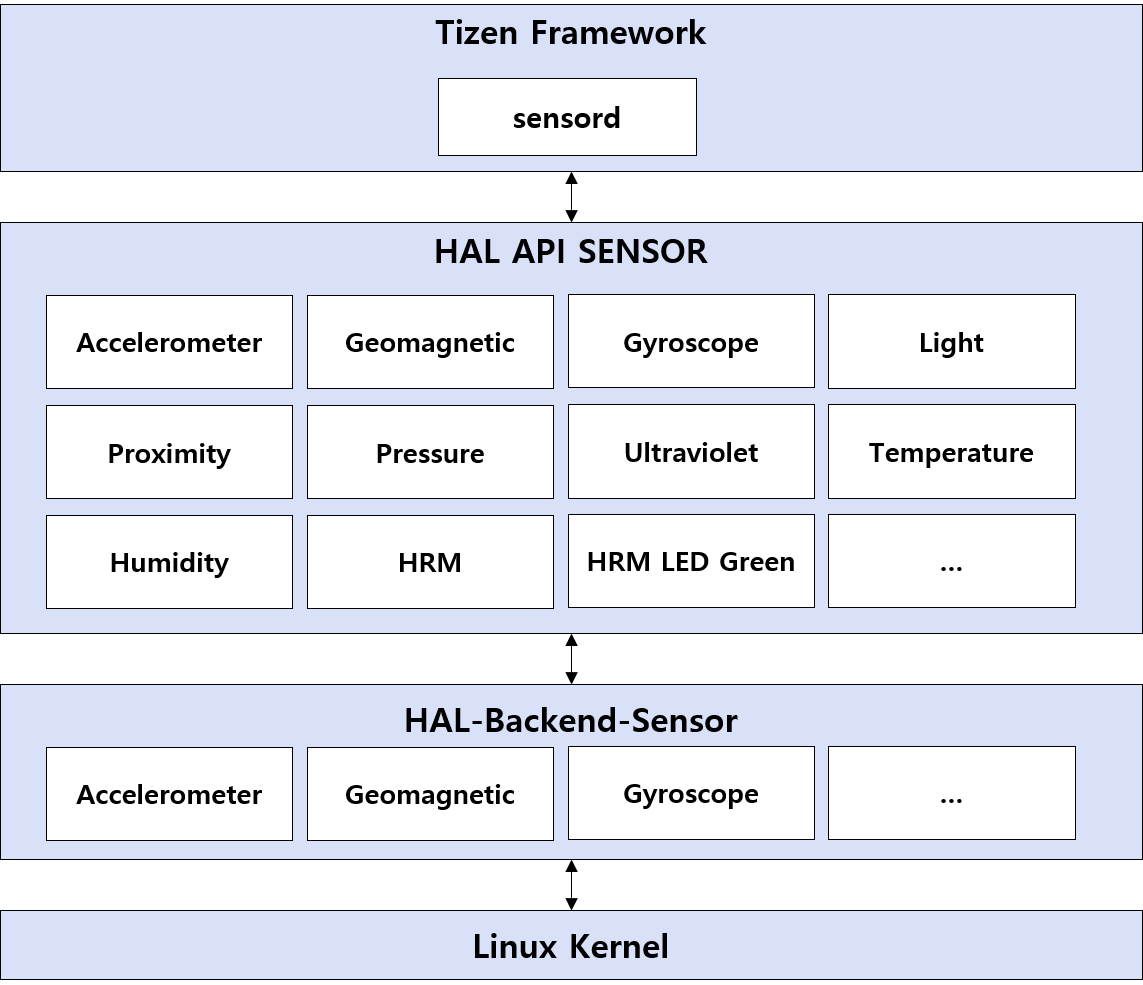 Tizen Framework
sensord
HAL API SENSOR
Accelerometer
Geomagnetic
Gyroscope
Light
Proximity
Pressure
Ultraviolet
Temperature
Humidity
HRM
HRM LED Green
...
HAL-Backend-Sensor
Accelerometer
Geomagnetic
Gyroscope
...
Linux Kernel